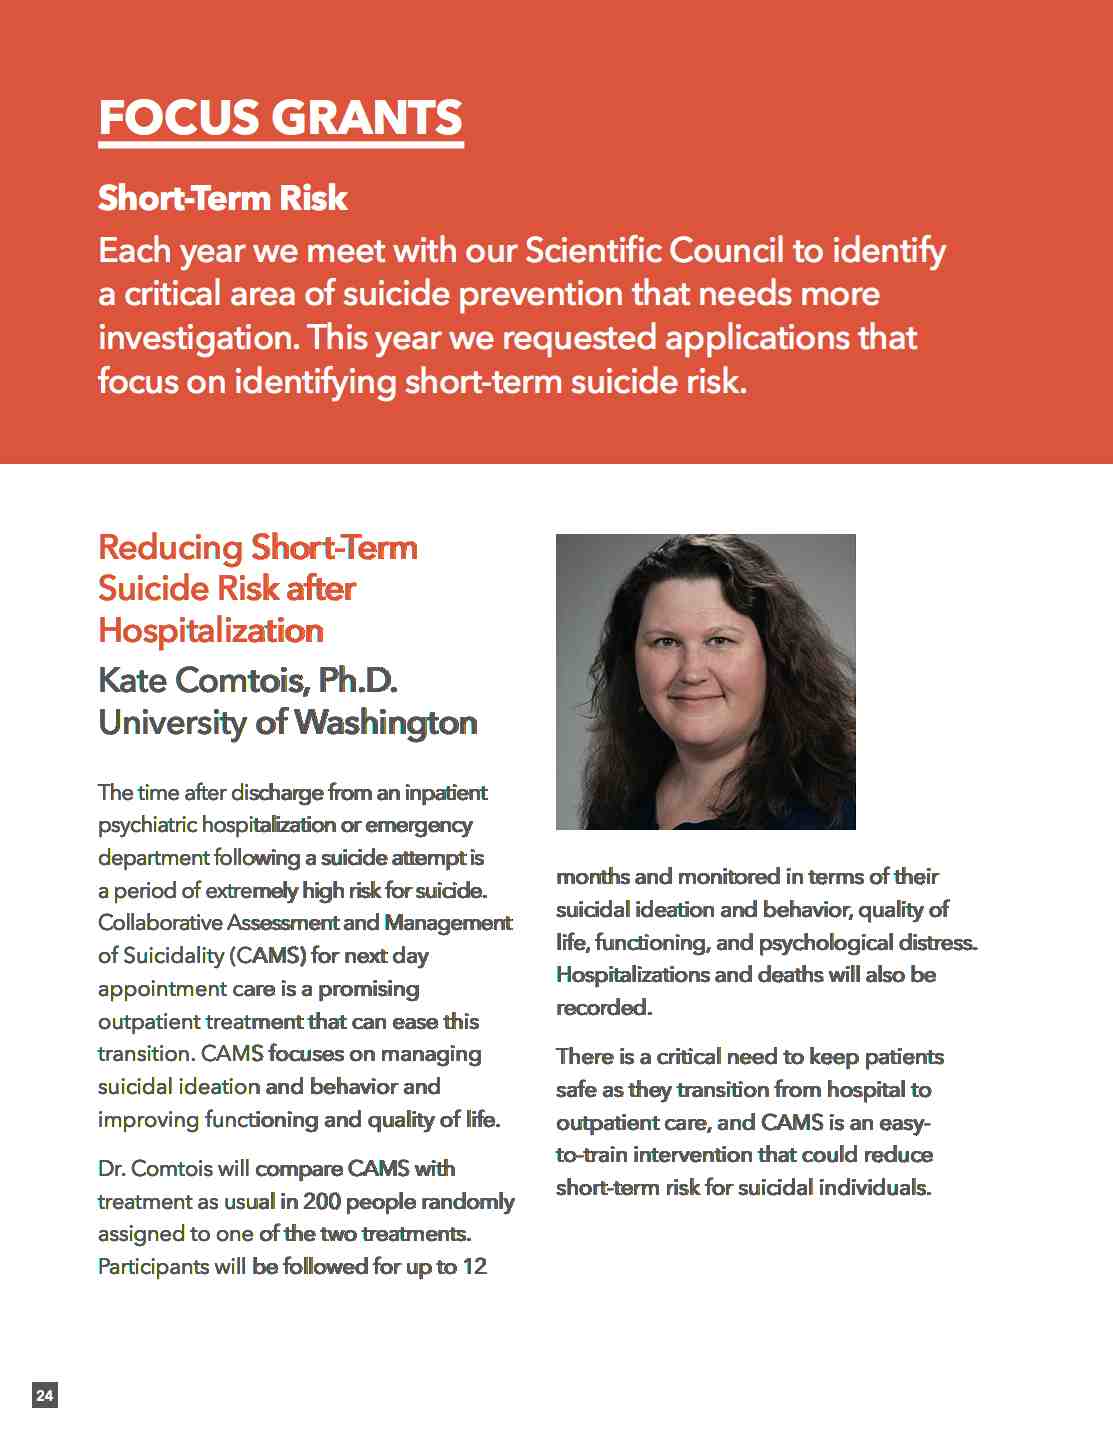 FOCUS GRANTS
Short-Term Risk
Each year we meet with our Scientific Council to identify
a critical area of suicide prevention that needs more
investigation. This year we requested applications that
focus on identifying short-term suicide risk.
Reducing Short-Term
Suicide Risk after
Hospitalization
Kate Comtois, Ph.D.
University of Washington
The time after discharge from an inpatient
psychiatric hospitalization or emergency
department following a suicide attempt is
a period of extremely high risk for suicide.
Collaborative Assessment and Management
of Suicidality (CAMS) for next day
appointment care is a promising
outpatient treatment that can ease this
transition. CAMS focuses on managing
suicidal ideation and behavior and
improving functioning and quality of life.
Dr. Comtois will compare CAMS with
treatment as usual in 200 people randomly
assigned to one of the two treatments.
Participants will be followed for up to 12
months and monitored in terms of their
suicidal ideation and behavior, quality of
life, functioning, and psychological distress.
Hospitalizations and deaths will also be
recorded.
There is a critical need to keep patients
safe as they transition from hospital to
outpatient care, and CAMS is an easy-
to-train intervention that could reduce
short-term risk for suicidal individuals.
24